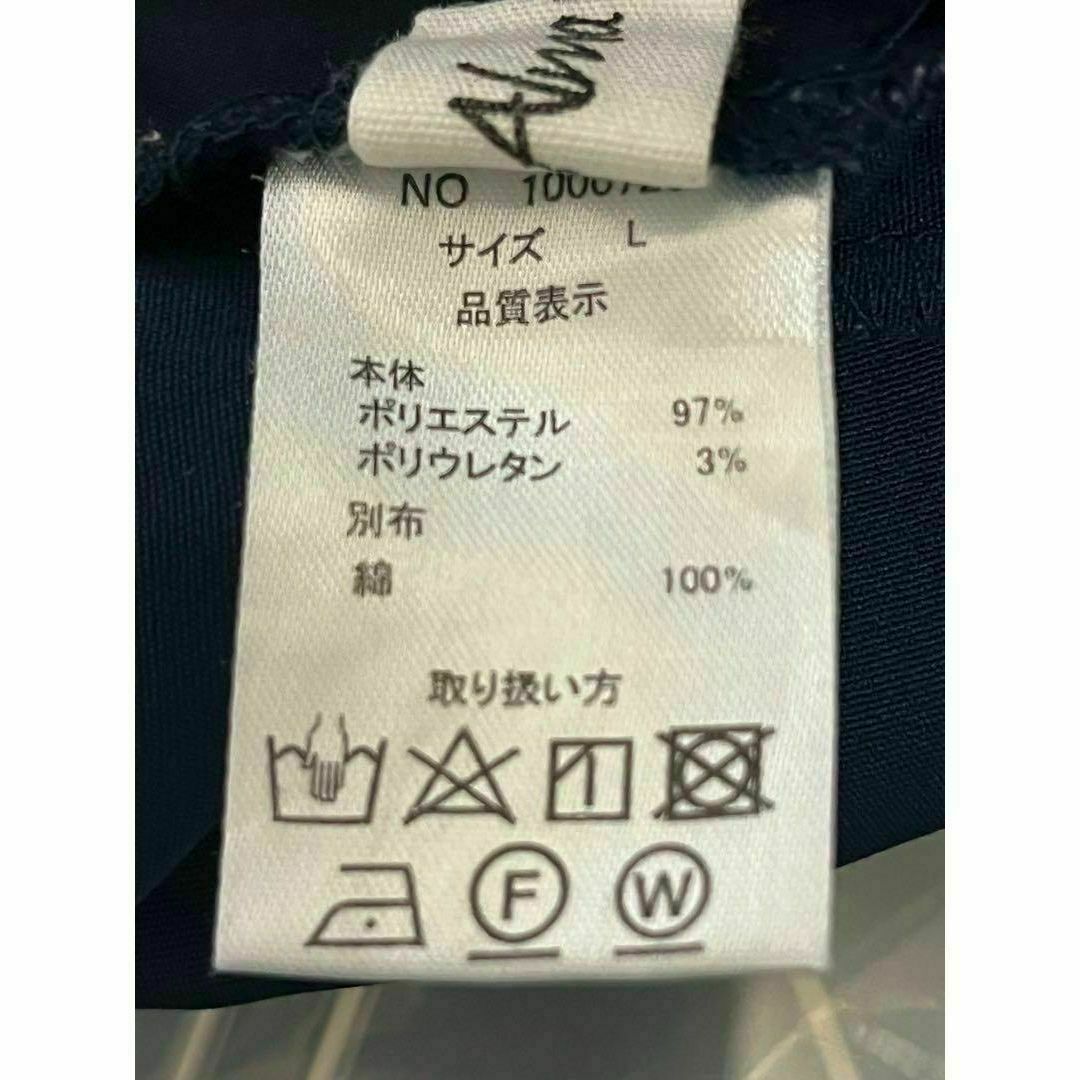 NO
サイズ L
品質表示
本体
ポリエステル 97%
ポリウレタン 3%
別布
綿 100%
取り扱い方
F W